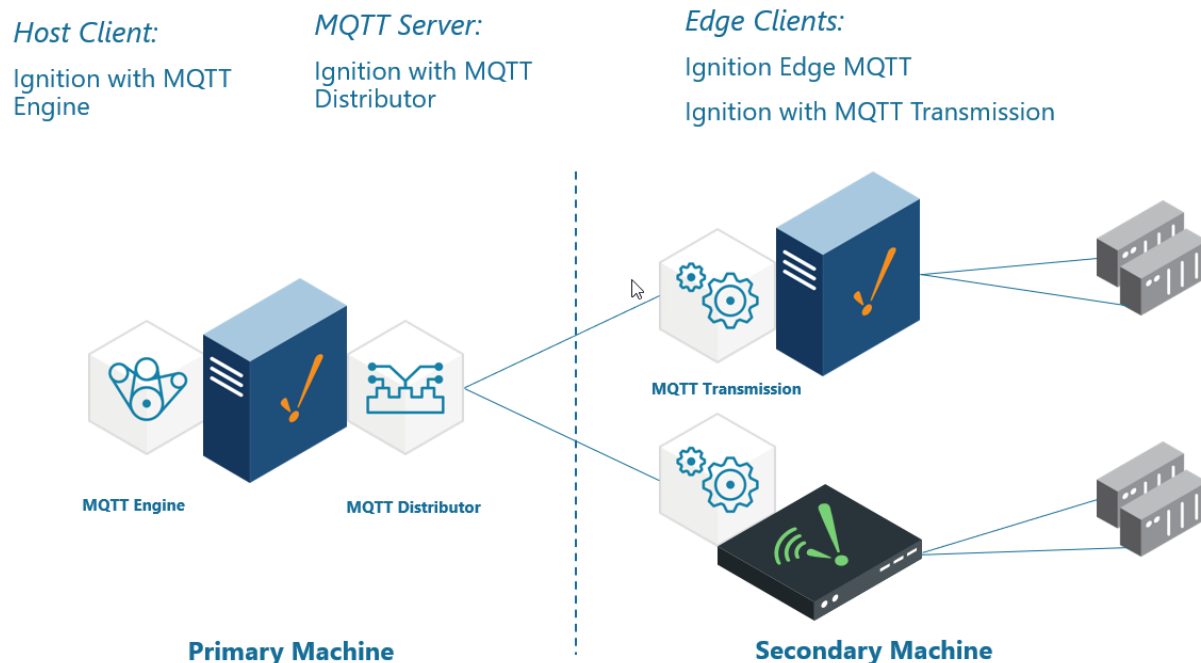 Host Client:
Ignition with MQTT
Engine
MQTT Server:
Ignition with MQTT
Distributor
Edge Clients:
Ignition Edge MQTT
Ignition with MQTT Transmission
MQTT Transmission
MQTT Engine
MQTT Distributor
Primary Machine
Secondary Machine